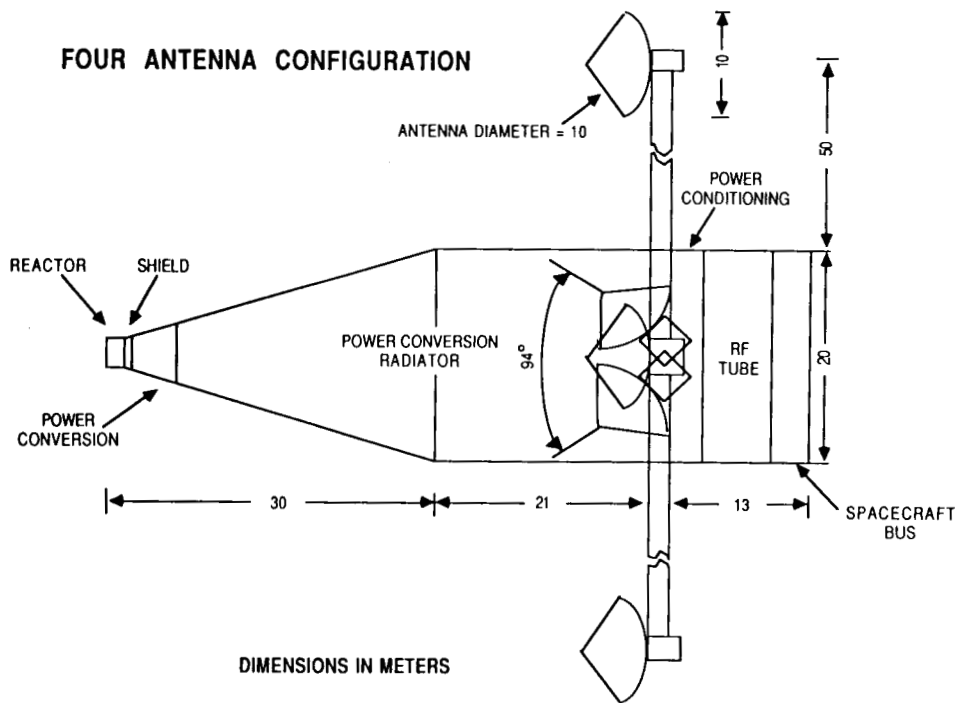 FOUR ANTENNA CONFIGURATION
10
ANTENNA DIAMETER = 10
50
POWER
CONDITIONING
REACTOR
SHIELD
POWER CONVERSION
RADIATOR
94°
RF
TUBE
20
POWER
CONVERSION
30
21
13
SPACECRAFT
BUS
DIMENSIONS IN METERS